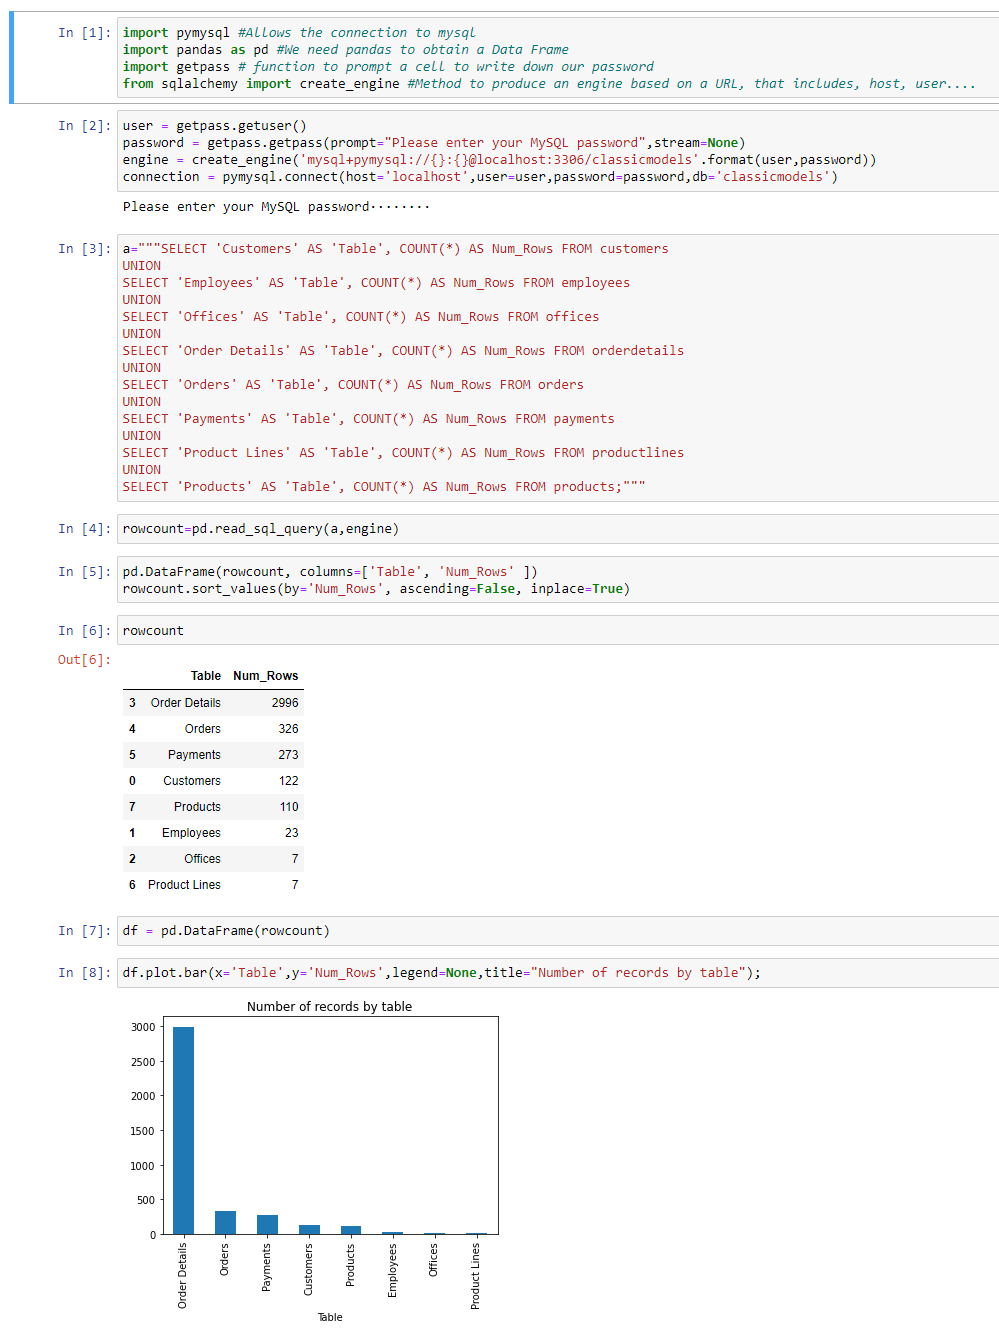 In [1]: import pymysql #Allows the connection to mysql
import pandas as pd #We need pandas to obtain a Data Frame
import getpass # function to prompt a cell to write down our password
from sqlalchemy import create_engine #Method to produce an engine based on a URL, that includes, host, user....
In [2]: user = getpass.getuser()
password = getpass.getpass(prompt="Please enter your MySQL password",stream=None)
engine = create_engine('mysql+pymysql://{}:{}@localhost:3306/classicmodels'.format(user,password))
connection = pymysql.connect(host='localhost',user=user,password=password,db='classicmodels')
Please enter your MySQL password········
In [3]: a="""SELECT 'Customers' AS 'Table', COUNT(*) AS Num_Rows FROM customers
UNION
SELECT 'Employees' AS 'Table', COUNT(*) AS Num_Rows FROM employees
UNION
SELECT 'Offices' AS 'Table', COUNT(*) AS Num_Rows FROM offices
UNION
SELECT 'Order Details' AS 'Table', COUNT(*) AS Num_Rows FROM orderdetails
UNION
SELECT 'Orders' AS 'Table', COUNT(*) AS Num_Rows FROM orders
UNION
SELECT 'Payments' AS 'Table', COUNT(*) AS Num_Rows FROM payments
UNION
SELECT 'Product Lines' AS 'Table', COUNT(*) AS Num_Rows FROM productlines
UNION
SELECT 'Products' AS 'Table', COUNT(*) AS Num_Rows FROM products;"""
In [4]: rowcount=pd.read_sql_query(a,engine)
In [5]: pd.DataFrame(rowcount, columns=['Table', 'Num_Rows' ])
rowcount.sort_values(by='Num_Rows', ascending=False, inplace=True)
In [6]: rowcount
Out[6]:
Table Num_Rows
3 Order Details 2996
4 Orders 326
5 Payments 273
0 Customers 122
7 Products 110
1 Employees 23
2 Offices 7
6 Product Lines 7
In [7]: df = pd.DataFrame(rowcount)
In [8]: df.plot.bar(x='Table',y='Num_Rows',legend=None,title="Number of records by table");
Number of records by table
3000
2500
2000
1500
1000
500
0
Order Details
Orders
Payments
Customers
Products
Employees
Offices
Product Lines
Table